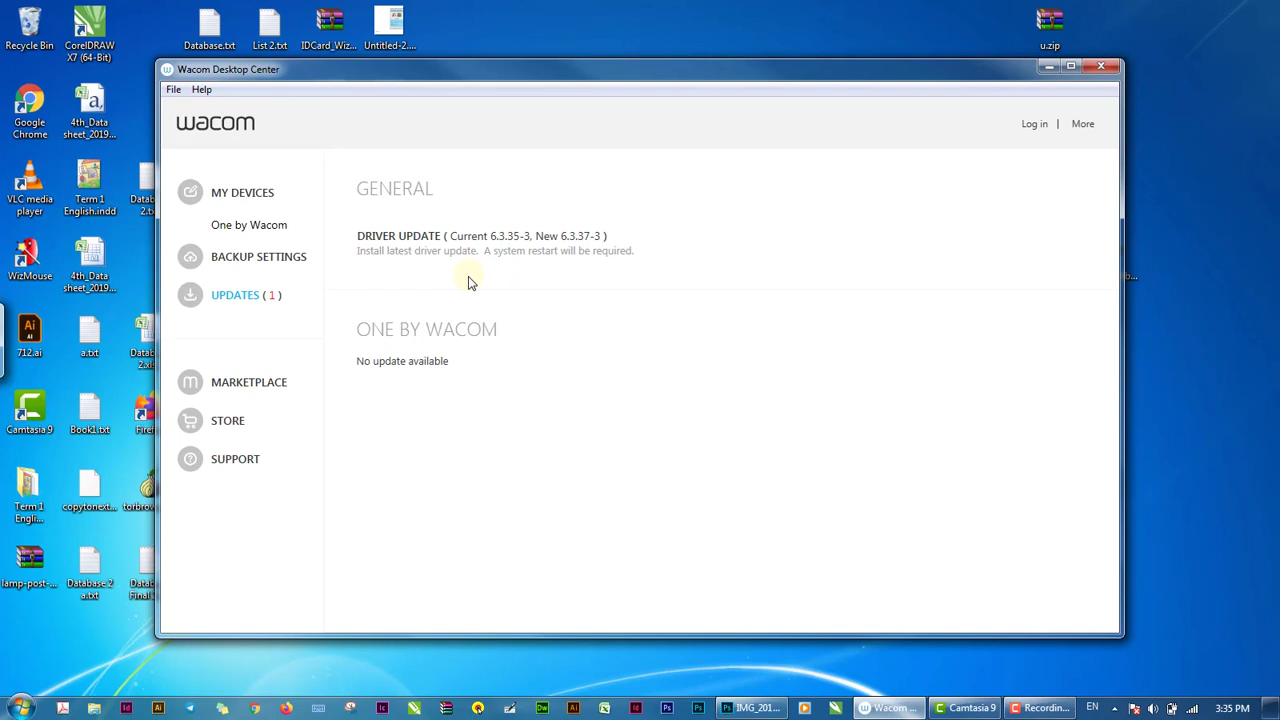 Recycle Bin
CorelDRAW X7 (64-Bit)
Database.txt
List 2.txt
IDCard_Wiz...
Untitled-2....
u.zip
Wacom Desktop Center
File Help
wacom
Log in | More
Google Chrome
4th_Data sheet_2019...
VLC media player
Term 1 English.indd
WizMouse
4th_Data sheet_2019...
712.ai
a.txt
Camtasia 9
Book1.txt
Term 1 Engli...
copytonext...
lamp-post-...
Database 2 a.txt
MY DEVICES
One by Wacom
BACKUP SETTINGS
UPDATES ( 1 )
MARKETPLACE
STORE
SUPPORT
GENERAL
DRIVER UPDATE ( Current 6.3.35-3, New 6.3.37-3 )
Install latest driver update. A system restart will be required.
ONE BY WACOM
No update available
IMG_201...
Wacom ...
Camtasia 9
Recordin...
EN
3:35 PM